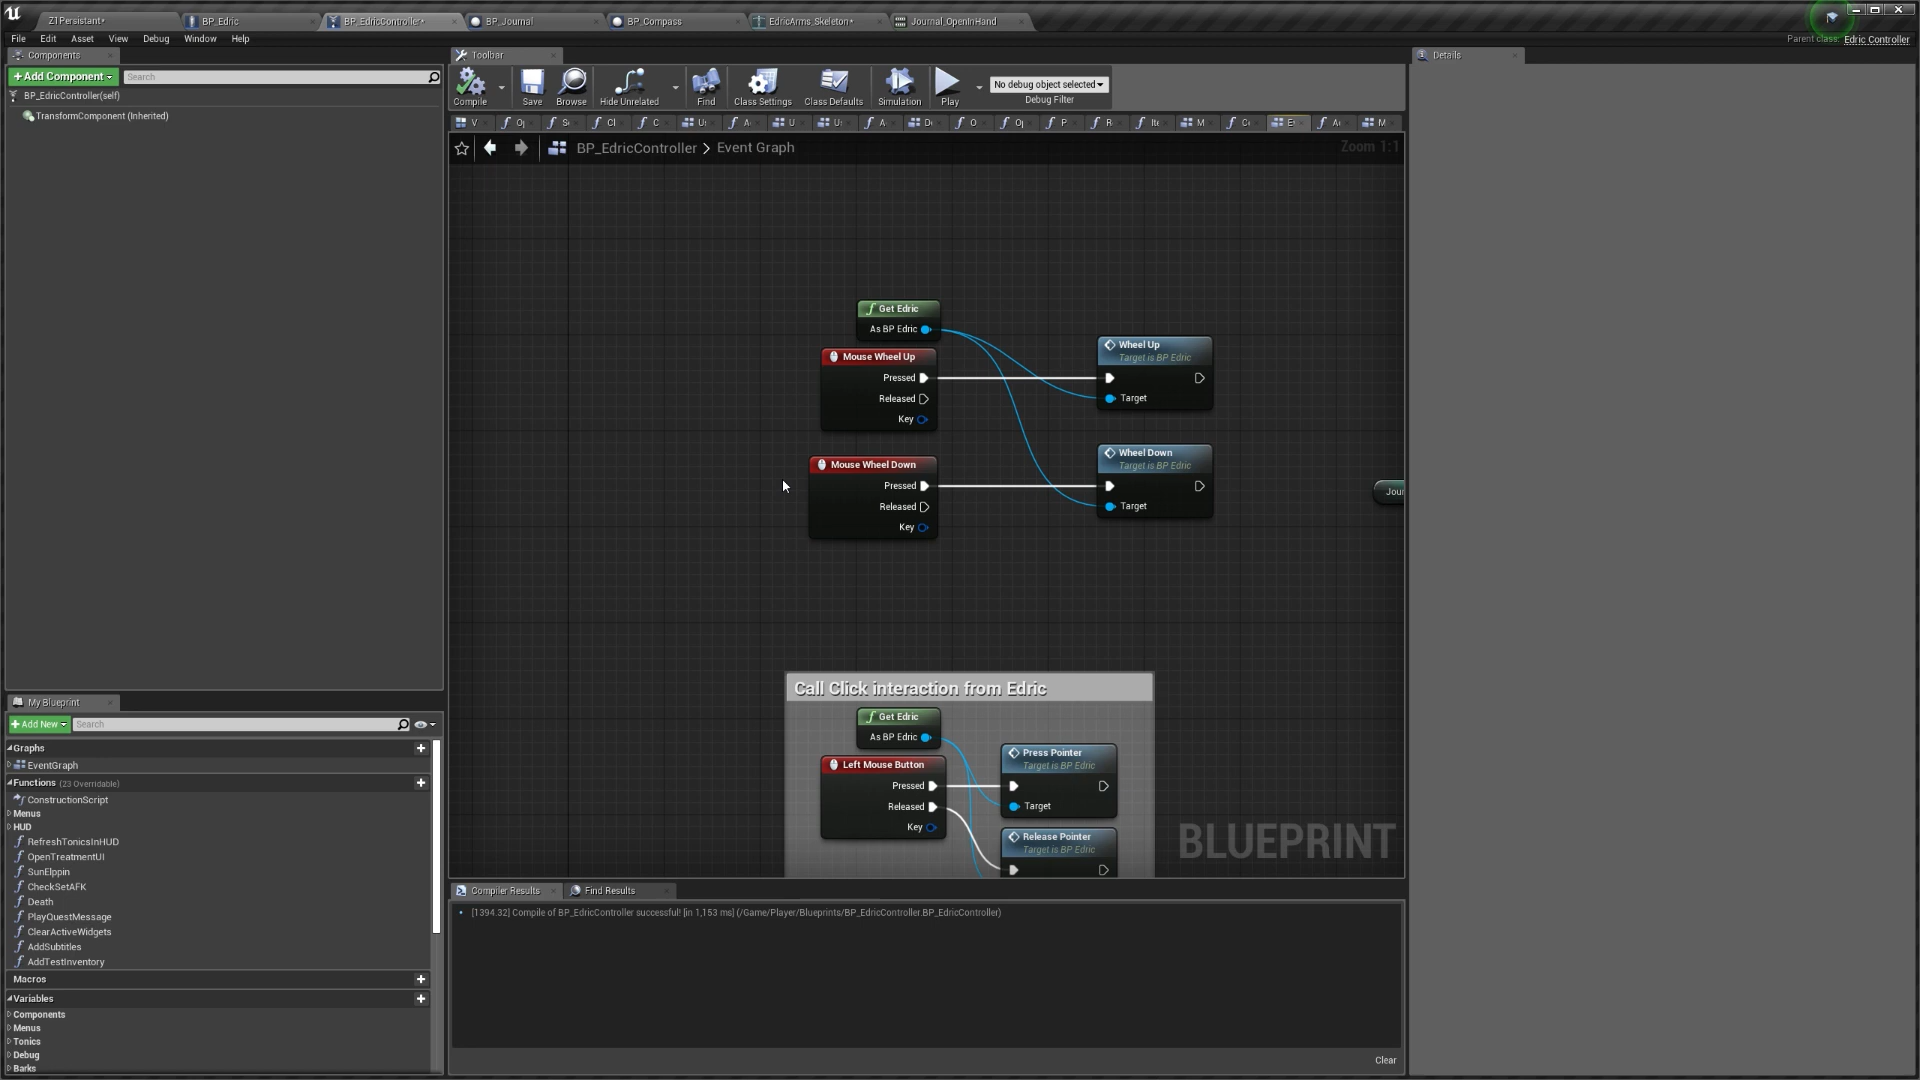 Z1Persistant*
BP_Edric
BP_EdricController*
BP_Journal
BP_Compass
EdricArms_Skeleton*
Journal_OpenInHand
File Edit Asset View Debug Window Help
Parent class: Edric Controller
Components
Toolbar
Details
+Add Component
Search
BP_EdricController(self)
TransformComponent (Inherited)
Compile
Save
Browse
Hide Unrelated
Find
Class Settings
Class Defaults
Simulation
Play
No debug object selected
Debug Filter
BP_EdricController > Event Graph
Zoom 1:1
Get Edric
As BP Edric
Mouse Wheel Up
Pressed
Released
Key
Wheel Up
Target is BP Edric
Target
Mouse Wheel Down
Pressed
Released
Key
Wheel Down
Target is BP Edric
Target
Jour
Call Click interaction from Edric
Get Edric
As BP Edric
Left Mouse Button
Pressed
Released
Key
Press Pointer
Target is BP Edric
Target
Release Pointer
Target is BP Edric
BLUEPRINT
My Blueprint
+Add New
Search
Graphs
EventGraph
Functions (23 Overridable)
ConstructionScript
Menus
HUD
RefreshTonicsInHUD
OpenTreatmentUI
SunElppin
CheckSetAFK
Death
PlayQuestMessage
ClearActiveWidgets
AddSubtitles
AddTestInventory
Macros
Variables
Components
Menus
Tonics
Debug
Barks
Compiler Results
Find Results
[1394.32] Compile of BP_EdricController successful! [in 1,153 ms] (/Game/Player/Blueprints/BP_EdricController.BP_EdricController)
Clear